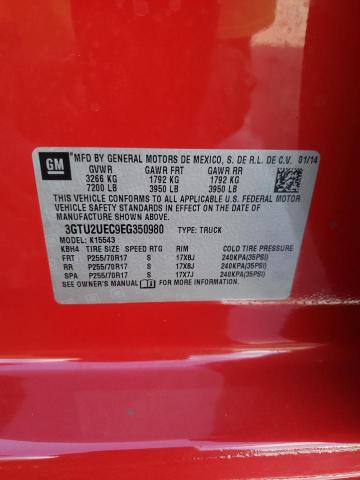 GM
MFD BY GENERAL MOTORS DE MEXICO, S. DE R.L. DE C.V. 01/14
GVWR GAWR FRT GAWR RR
3266 KG 1792 KG 1792 KG
7200 LB 3950 LB 3950 LB
THIS VEHICLE CONFORMS TO ALL APPLICABLE U.S. FEDERAL MOTOR
VEHICLE SAFETY STANDARDS IN EFFECT ON THE DATE OF
MANUFACTURE SHOWN ABOVE.
3GTU2UEC9EG350980 TYPE: TRUCK
MODEL: K15543
KBH4 TIRE SIZE SPEED RTG RIM COLD TIRE PRESSURE
FRT P255/70R17 S 17X8J 240KPA(35PSI)
RR P255/70R17 S 17X8J 240KPA(35PSI)
SPA P255/70R17 S 17X7J 240KPA(35PSI)
SEE OWNER'S MANUAL FOR MORE INFORMATION